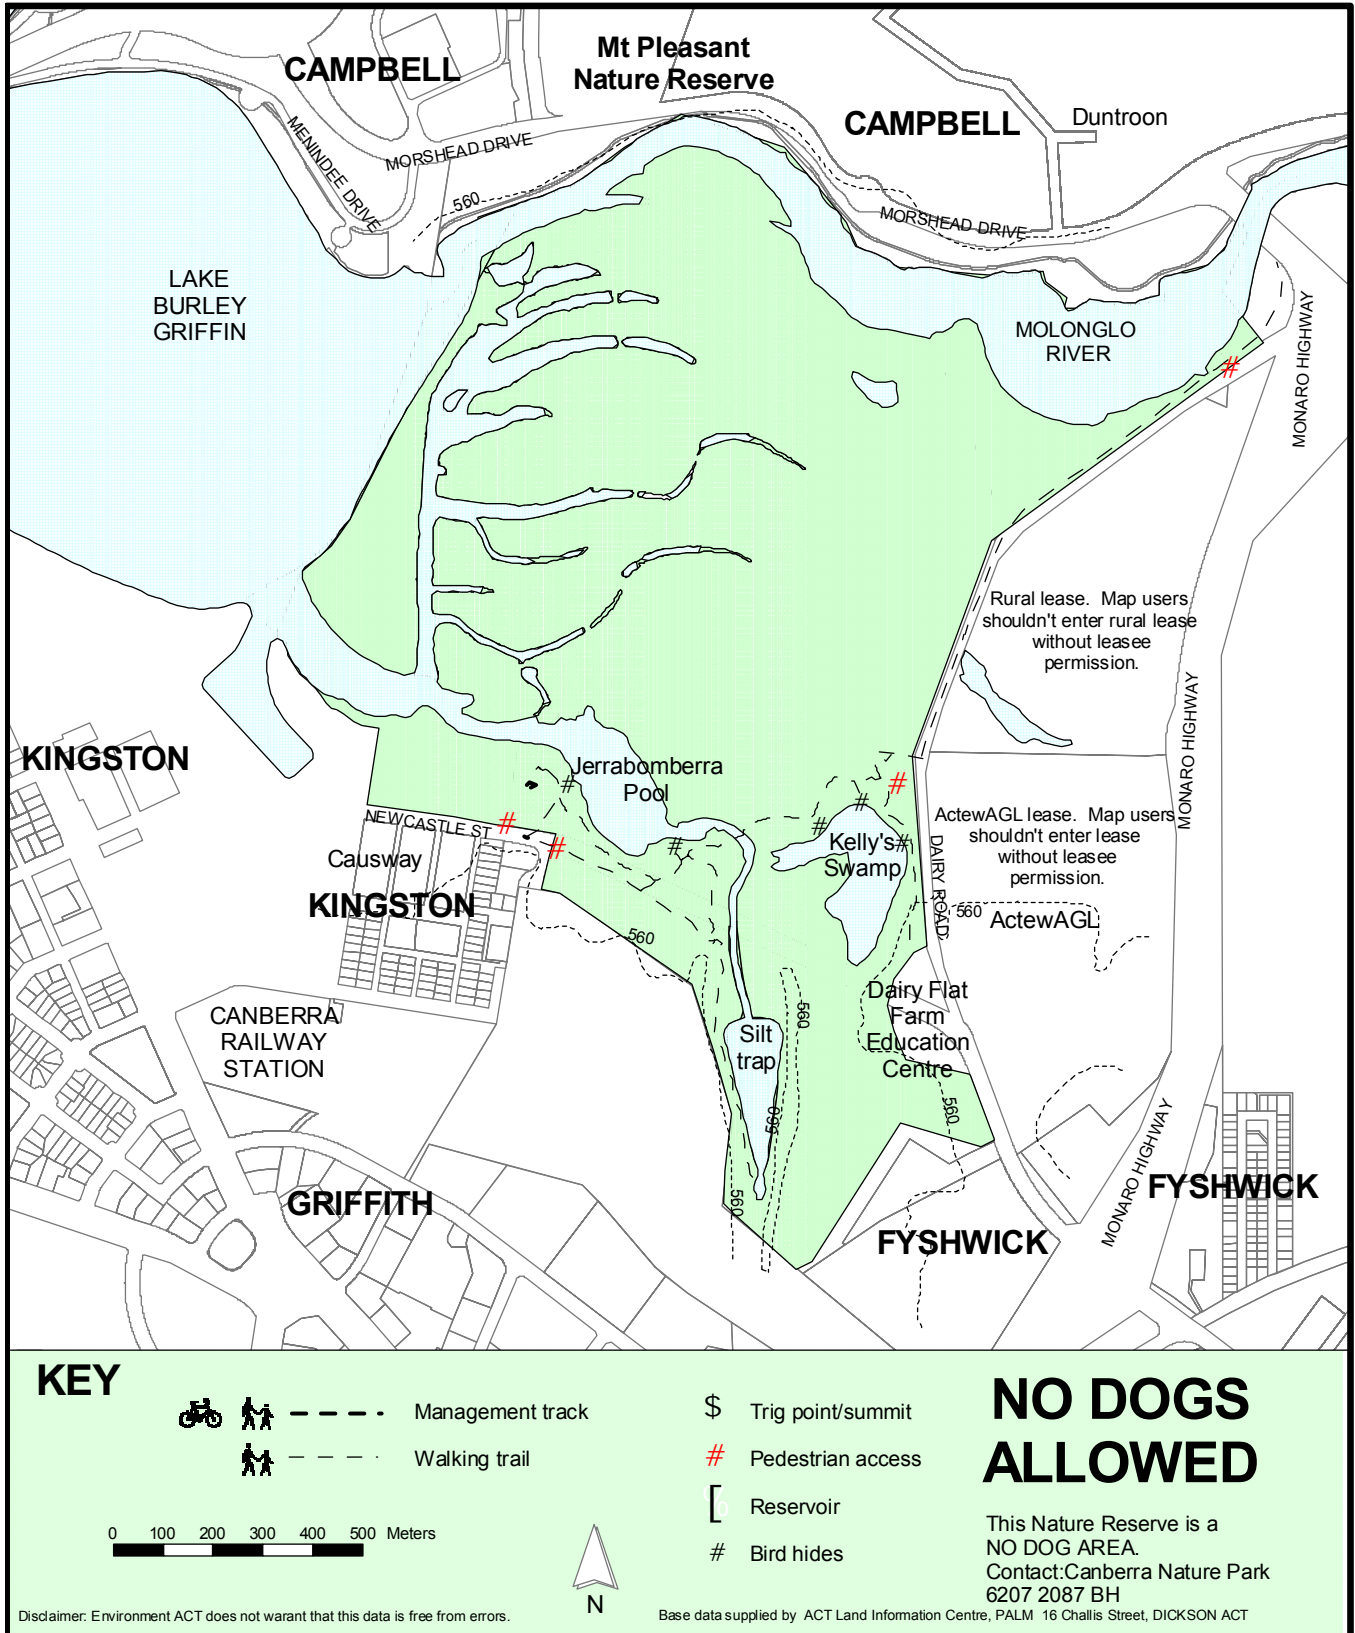 CAMPBELL
Mt Pleasant
Nature Reserve
CAMPBELL
Duntroon
MENINDEE DRIVE
MORSHEAD DRIVE
560
MORSHEAD DRIVE
LAKE
BURLEY
GRIFFIN
MOLONGLO
RIVER
MONARO HIGHWAY
#
Rural lease.  Map users
shouldn't enter rural lease
without leasee
permission.
MONARO HIGHWAY
KINGSTON
Jerrabomberra
Pool
#
#
#
ActewAGL lease.  Map users
shouldn't enter lease
without leasee
permission.
NEWCASTLE ST
#
#
#
#
Kelly's
Swamp
#
DAIRY ROAD
Causway
KINGSTON
560
ActewAGL
560
Dairy Flat
Farm
Education
Centre
560
CANBERRA
RAILWAY
STATION
Silt
trap
560
560
560
MONARO HIGHWAY
GRIFFITH
FYSHWICK
FYSHWICK
KEY
Management track
Walking trail
0 100 200 300 400 500 Meters
$ Trig point/summit
# Pedestrian access
[ Reservoir
# Bird hides
N
NO DOGS
ALLOWED
This Nature Reserve is a
NO DOG AREA.
Contact:Canberra Nature Park
6207 2087 BH
Disclaimer: Environment ACT does not warant that this data is free from errors.
Base data supplied by  ACT Land Information Centre, PALM  16 Challis Street, DICKSON ACT